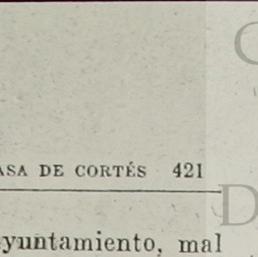 ASA DE CORTÉS 421
yuntamiento, mal